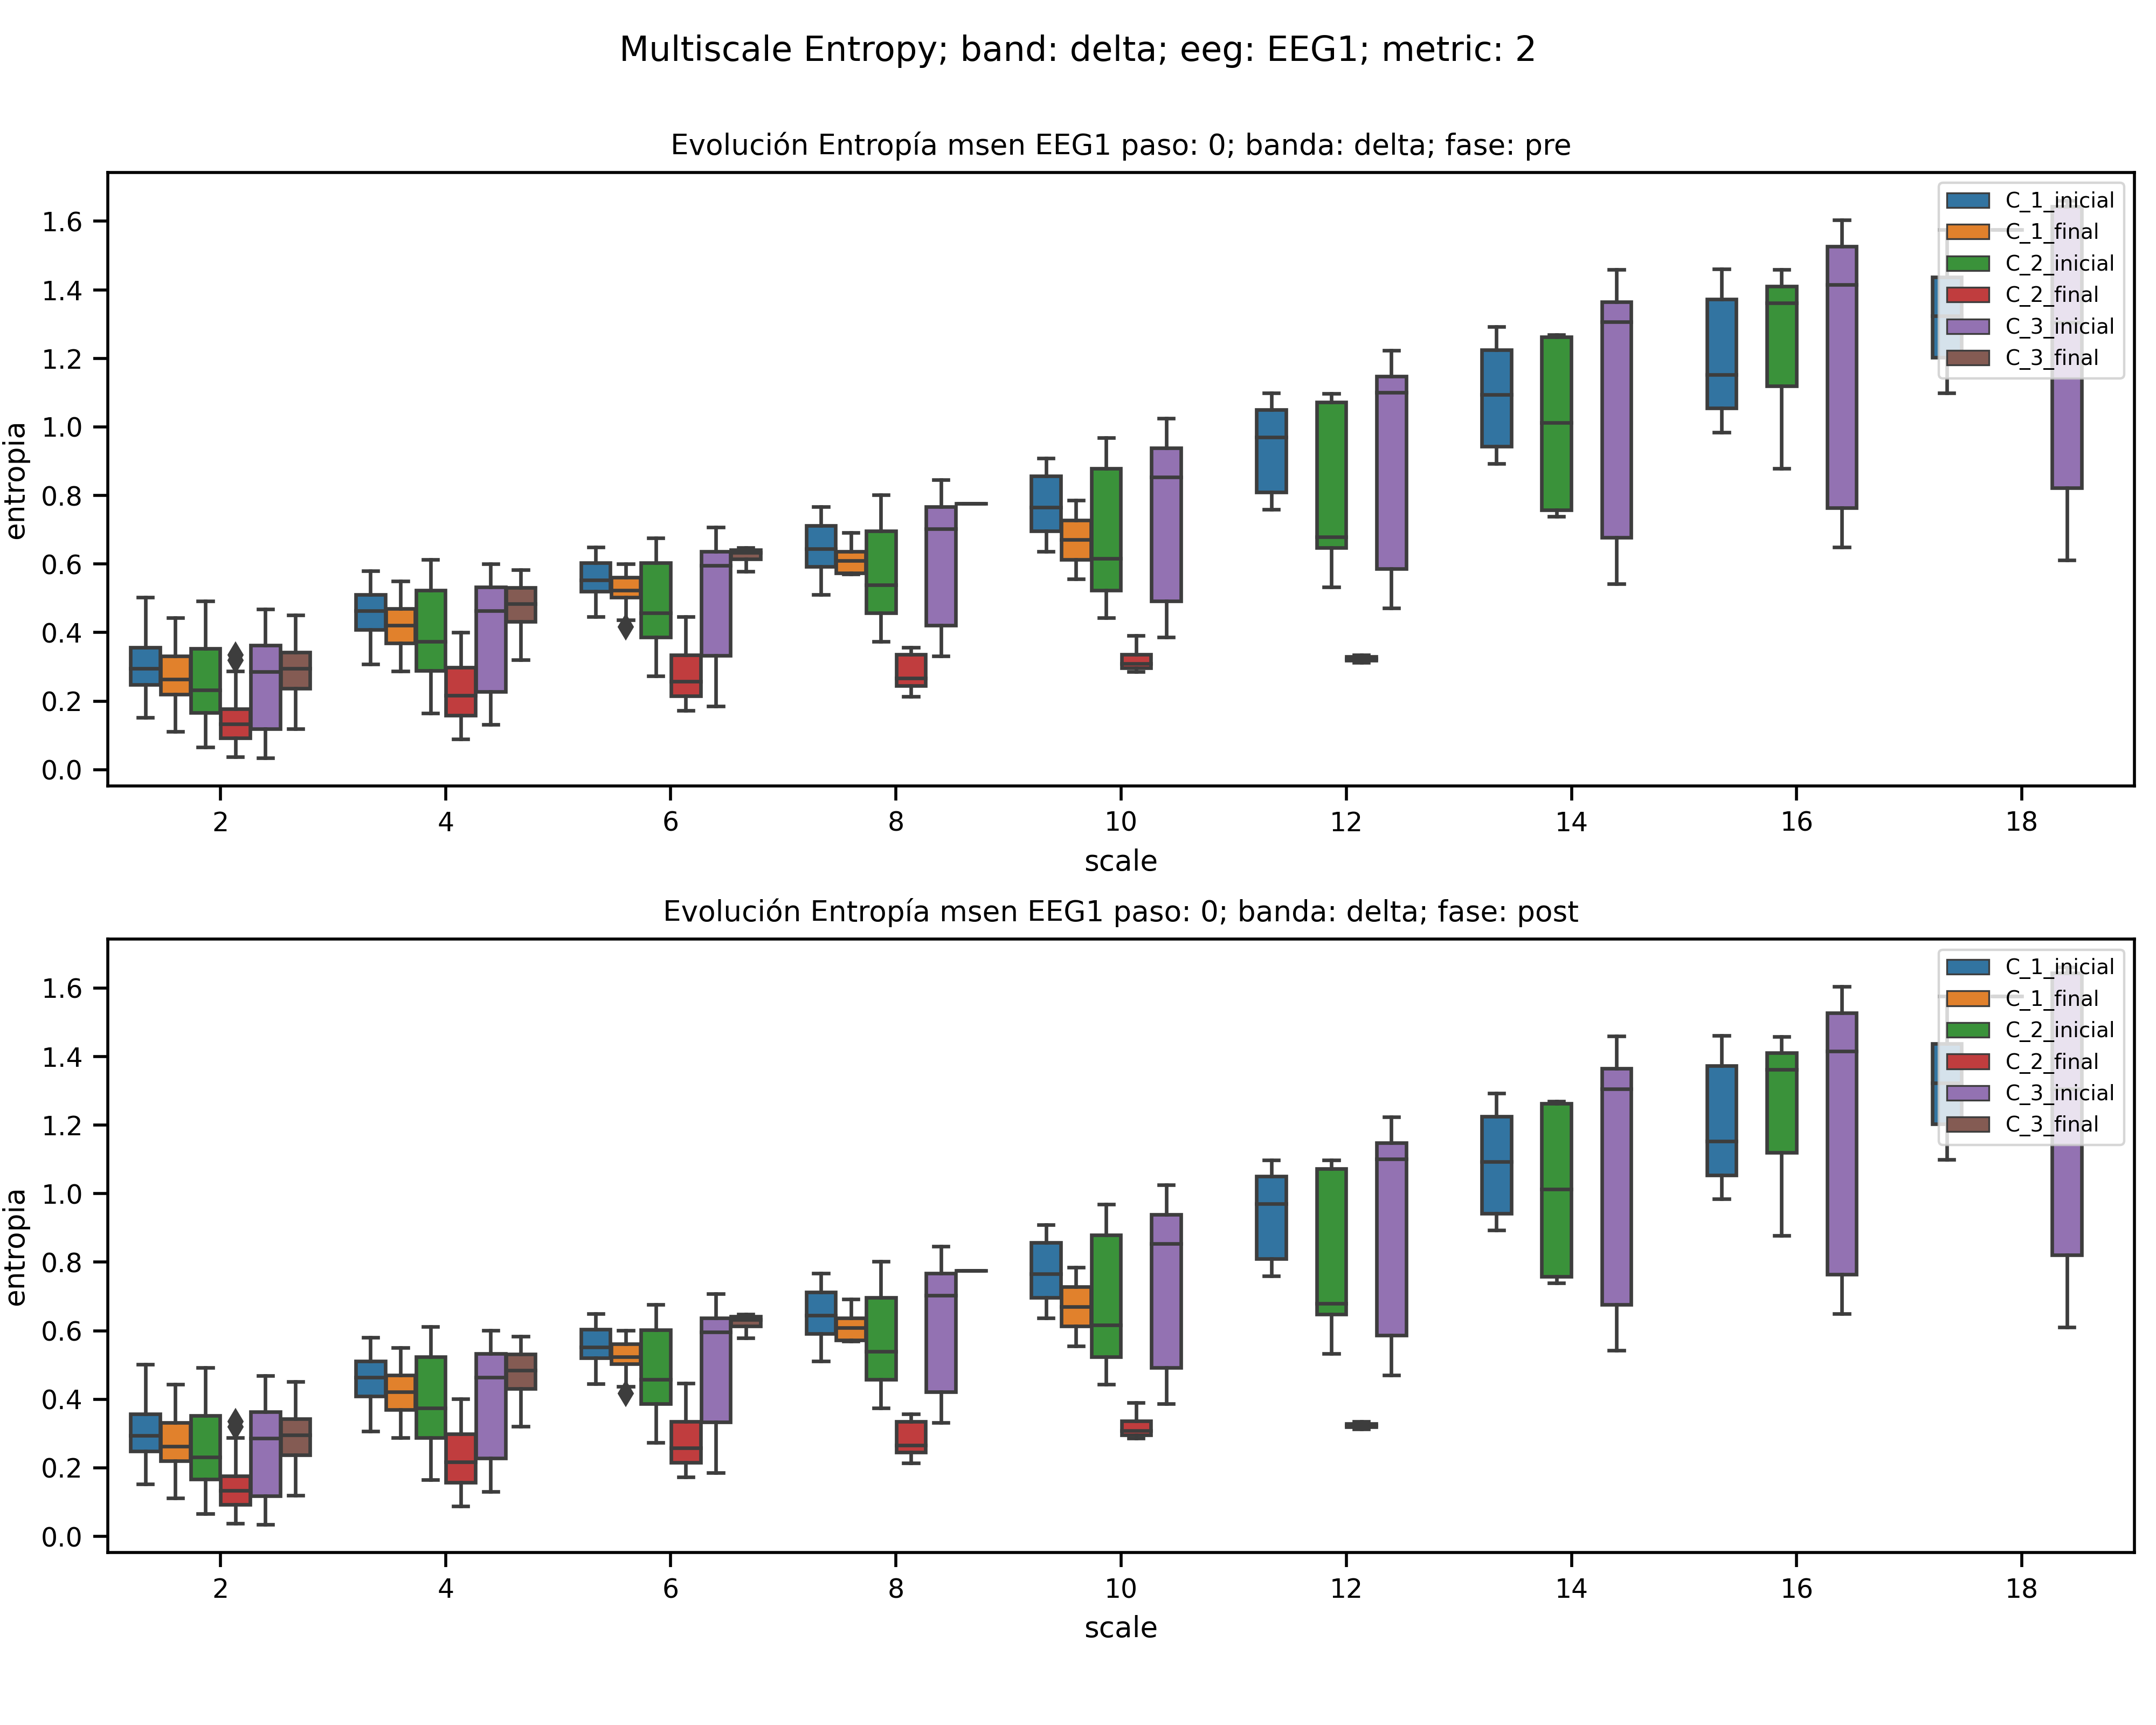 Multiscale Entropy; band: delta; eeg: EEG1; metric: 2
Evolución Entropía msen EEG1 paso: 0; banda: delta; fase: pre
entropia
1.6
1.4
1.2
1.0
0.8
0.6
0.4
0.2
0.0
C_1_inicial
C_1_final
C_2_inicial
C_2_final
C_3_inicial
C_3_final
2 4 6 8 10 12 14 16 18
scale
Evolución Entropía msen EEG1 paso: 0; banda: delta; fase: post
entropia
1.6
1.4
1.2
1.0
0.8
0.6
0.4
0.2
0.0
C_1_inicial
C_1_final
C_2_inicial
C_2_final
C_3_inicial
C_3_final
2 4 6 8 10 12 14 16 18
scale